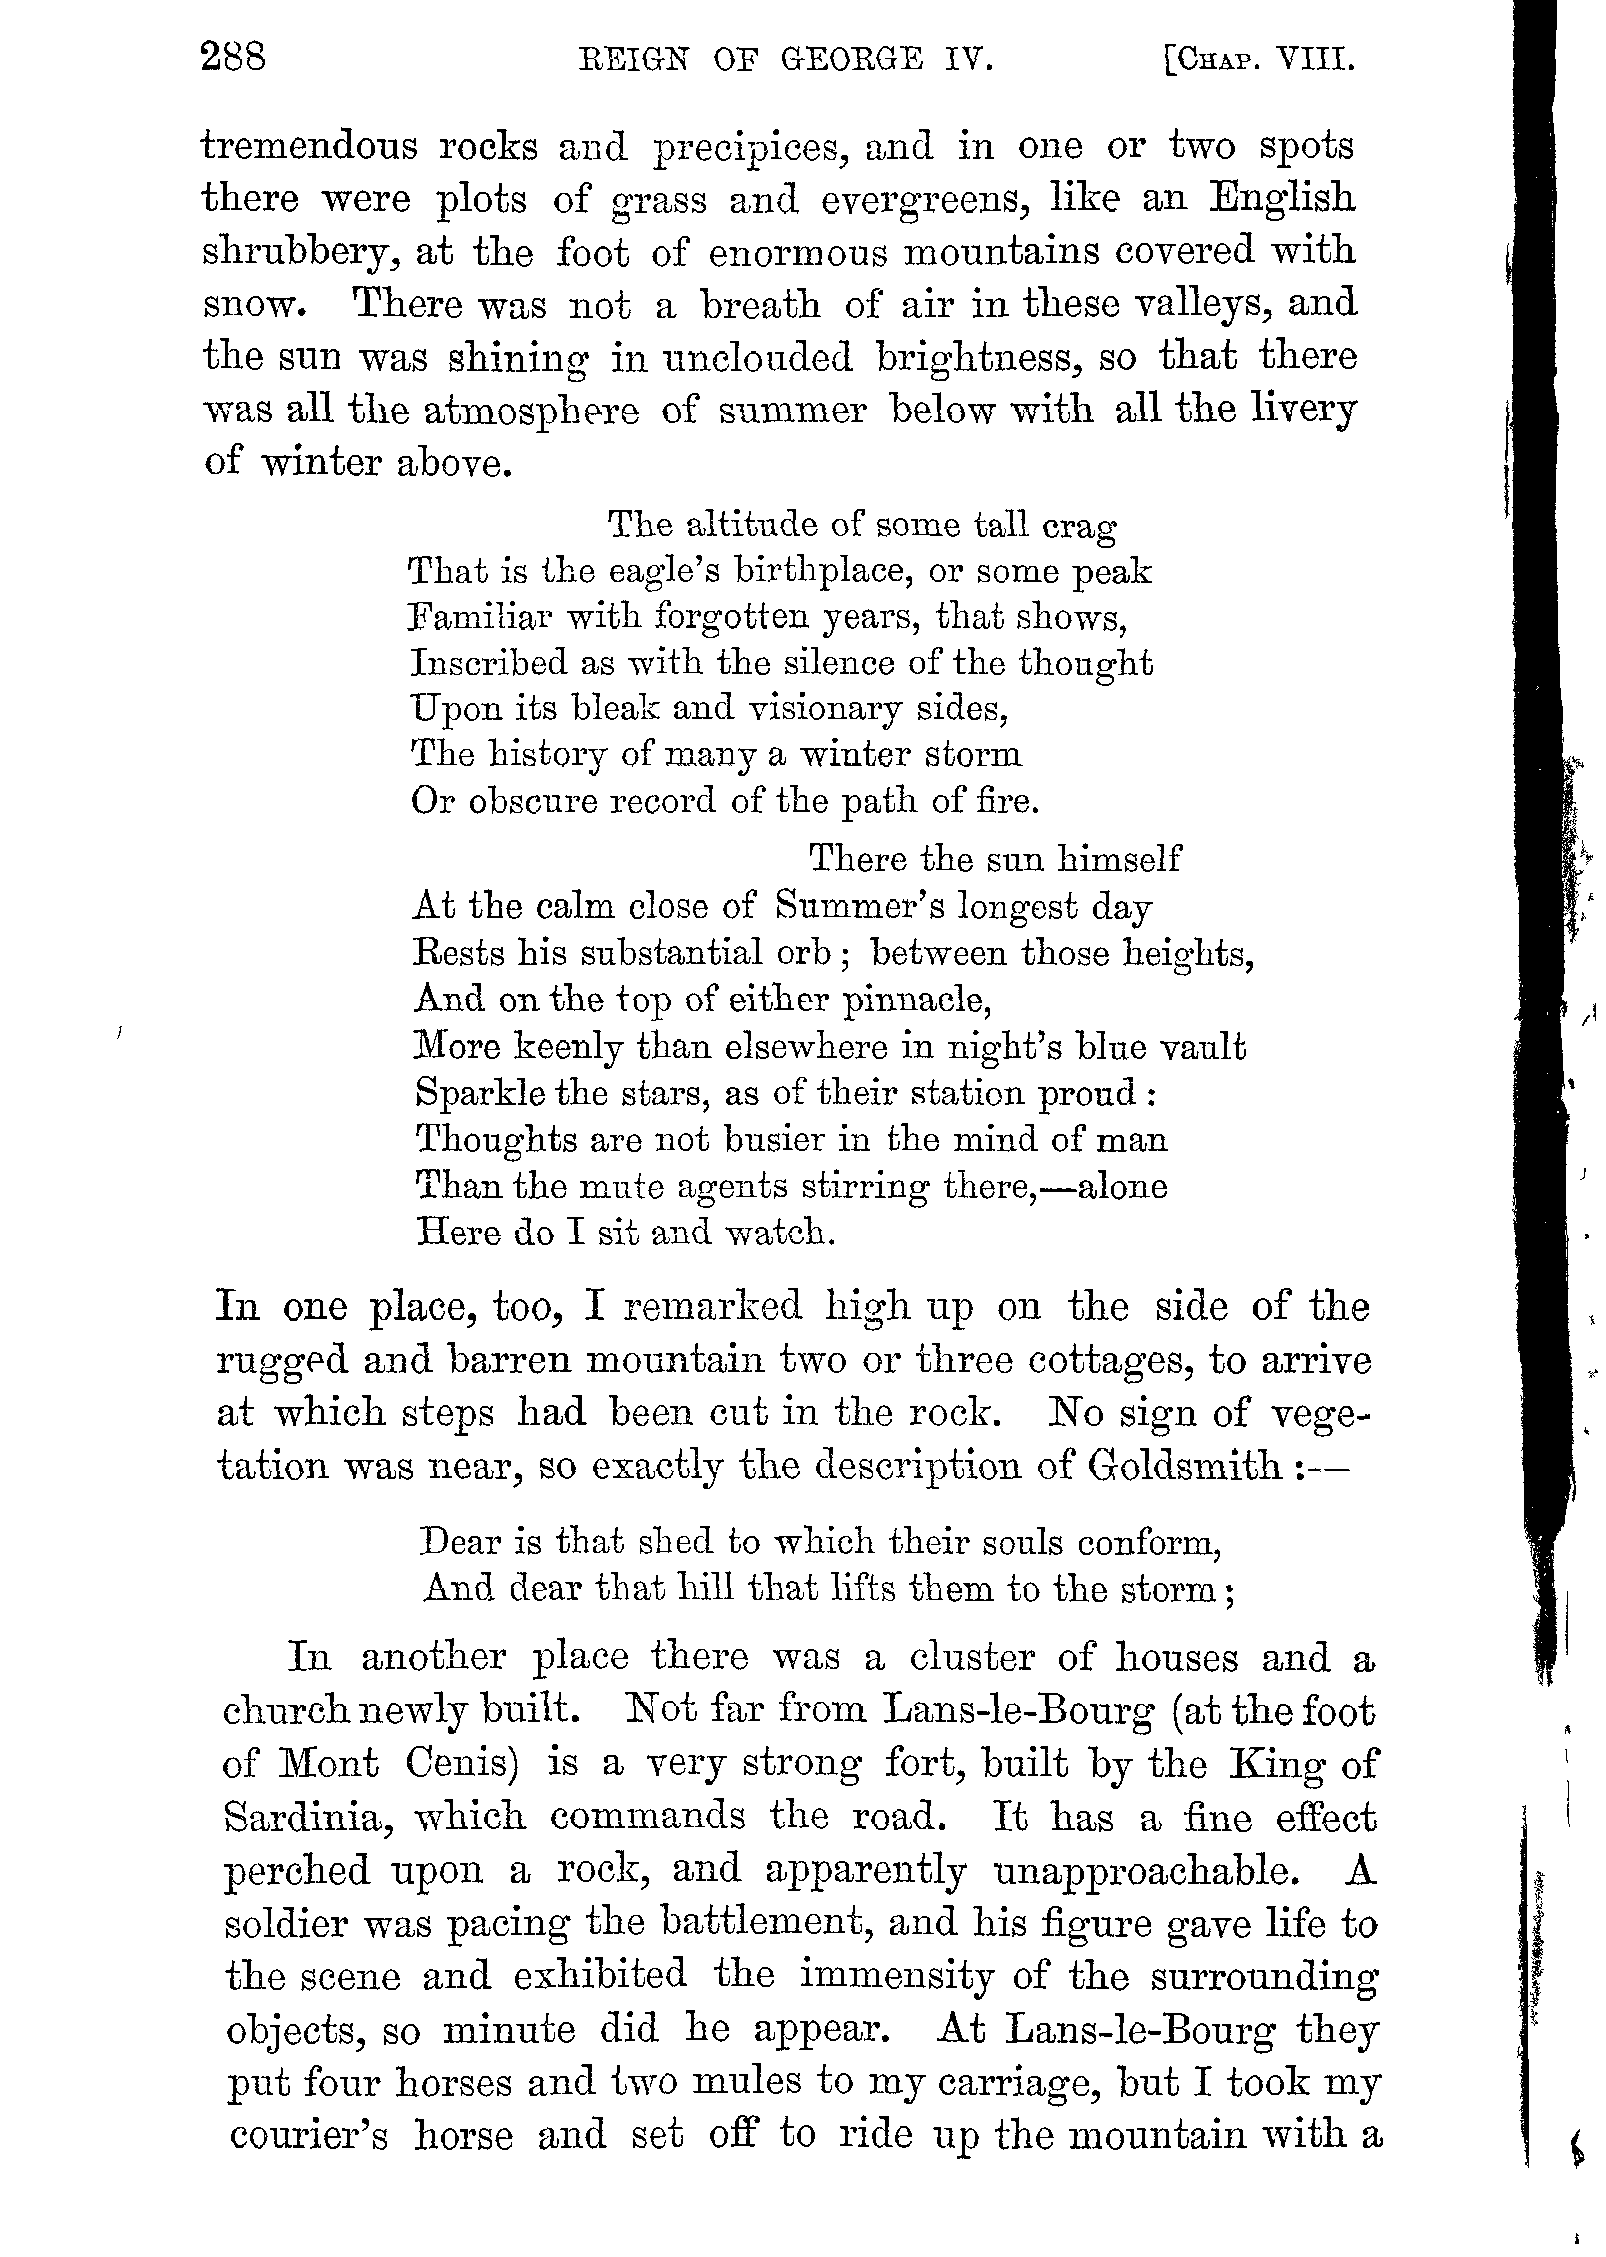 288 REIGN OF GEORGE IV. [CHAP. VIII.
tremendous rocks and precipices, and in one or two spots
there were plots of grass and evergreens, like an English
shrubbery, at the foot of enormous mountains covered with
snow. There was not a breath of air in these valleys, and
the sun was shining in unclouded brightness, so that there
was all the atmosphere of summer below with all the livery
of winter above.
The altitude of some tall crag
That is the eagle's birthplace, or some peak
Familiar with forgotten years, that shows,
Inscribed as with the silence of the thought
Upon its bleak and visionary sides,
The history of many a winter storm
Or obscure record of the path of fire.
There the sun himself
At the calm close of Summer's longest day
Rests his substantial orb; between those heights,
And on the top of either pinnacle,
More keenly than elsewhere in night's blue vault
Sparkle the stars, as of their station proud:
Thoughts are not busier in the mind of man
Than the mute agents stirring there,—alone
Here do I sit and watch.
In one place, too, I remarked high up on the side of the
rugged and barren mountain two or three cottages, to arrive
at which steps had been cut in the rock. No sign of vege-
tation was near, so exactly the description of Goldsmith:—
Dear is that shed to which their souls conform,
And dear that hill that lifts them to the storm;
In another place there was a cluster of houses and a
church newly built. Not far from Lans-le-Bourg (at the foot
of Mont Cenis) is a very strong fort, built by the King of
Sardinia, which commands the road. It has a fine effect
perched upon a rock, and apparently unapproachable. A
soldier was pacing the battlement, and his figure gave life to
the scene and exhibited the immensity of the surrounding
objects, so minute did he appear. At Lans-le-Bourg they
put four horses and two mules to my carriage, but I took my
courier's horse and set off to ride up the mountain with a